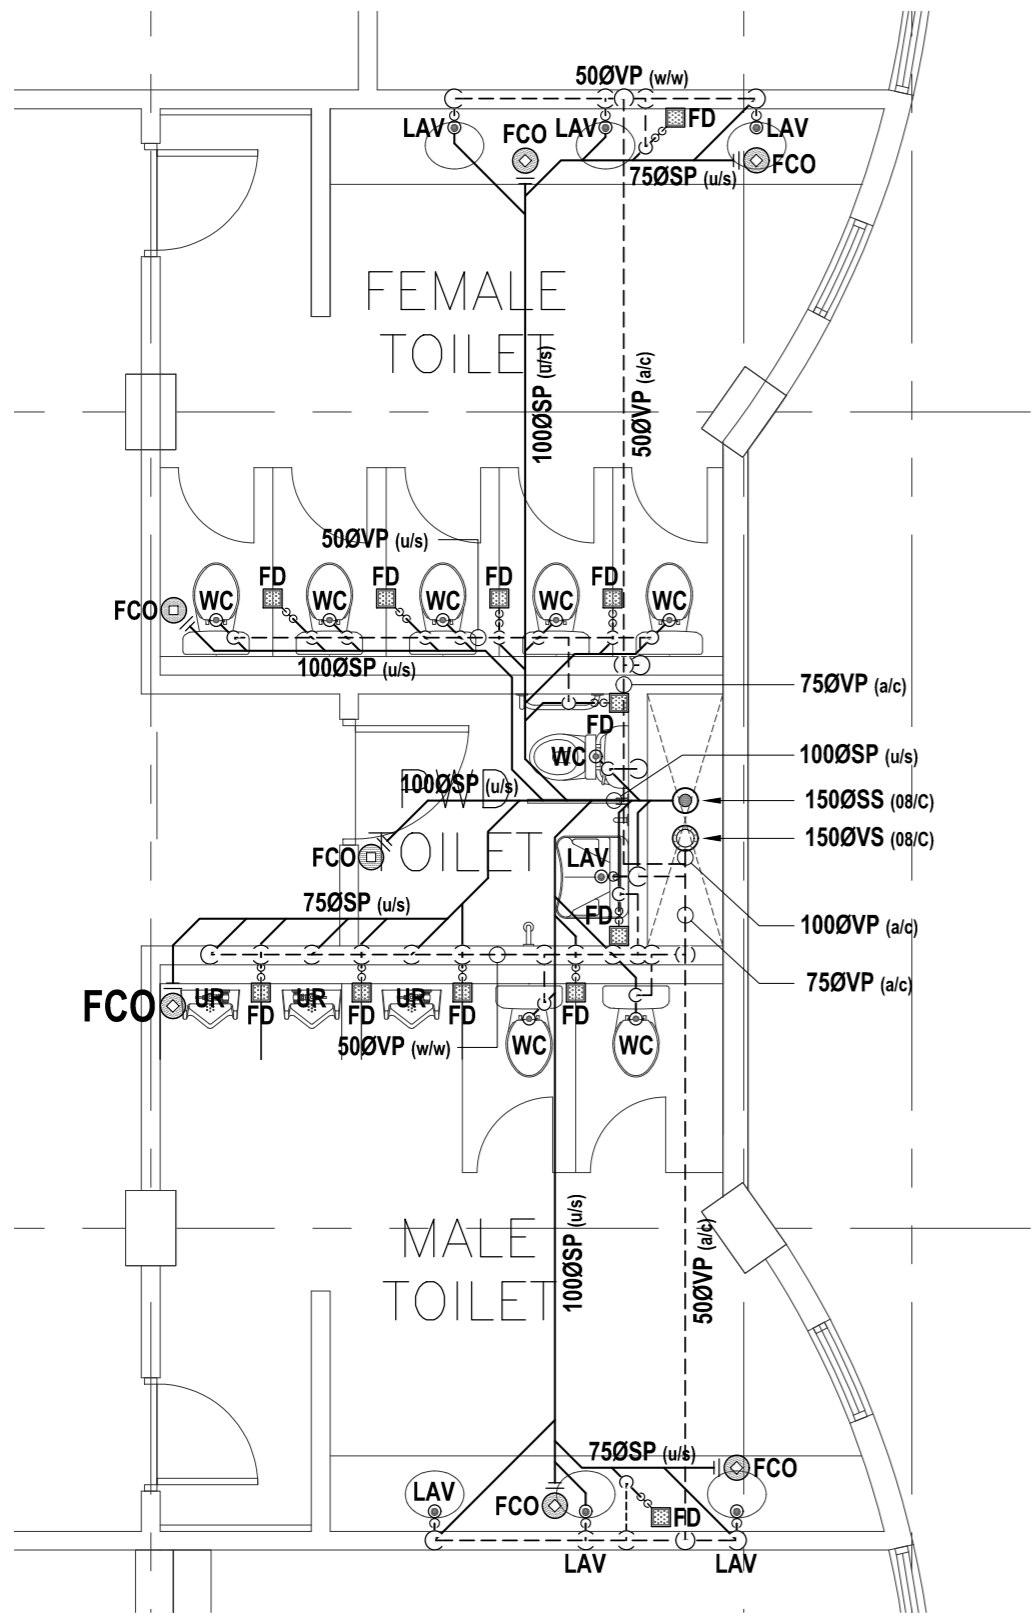 50ØVP (w/w)
LAV
FCO
LAV
FD
LAV
FCO
75ØSP (u/s)
FEMALE
TOILET
100ØSP (u/s)
50ØVP (a/c)
50ØVP (u/s)
FD
FD
FD
FD
FCO
WC
WC
WC
WC
WC
100ØSP (u/s)
75ØVP (a/c)
FD
WC
100ØSP (u/s)
100ØSP (u/s)
PWD
TOILET
150ØSS (08/C)
150ØVS (08/C)
FCO
LAV
75ØSP (u/s)
FD
100ØVP (a/c)
75ØVP (a/c)
FCO
UR
UR
UR
FD
FD
FD
FD
50ØVP (w/w)
WC
WC
MALE
TOILET
100ØSP (u/s)
50ØVP (a/c)
75ØSP (u/s)
FCO
LAV
FCO
FD
LAV
LAV